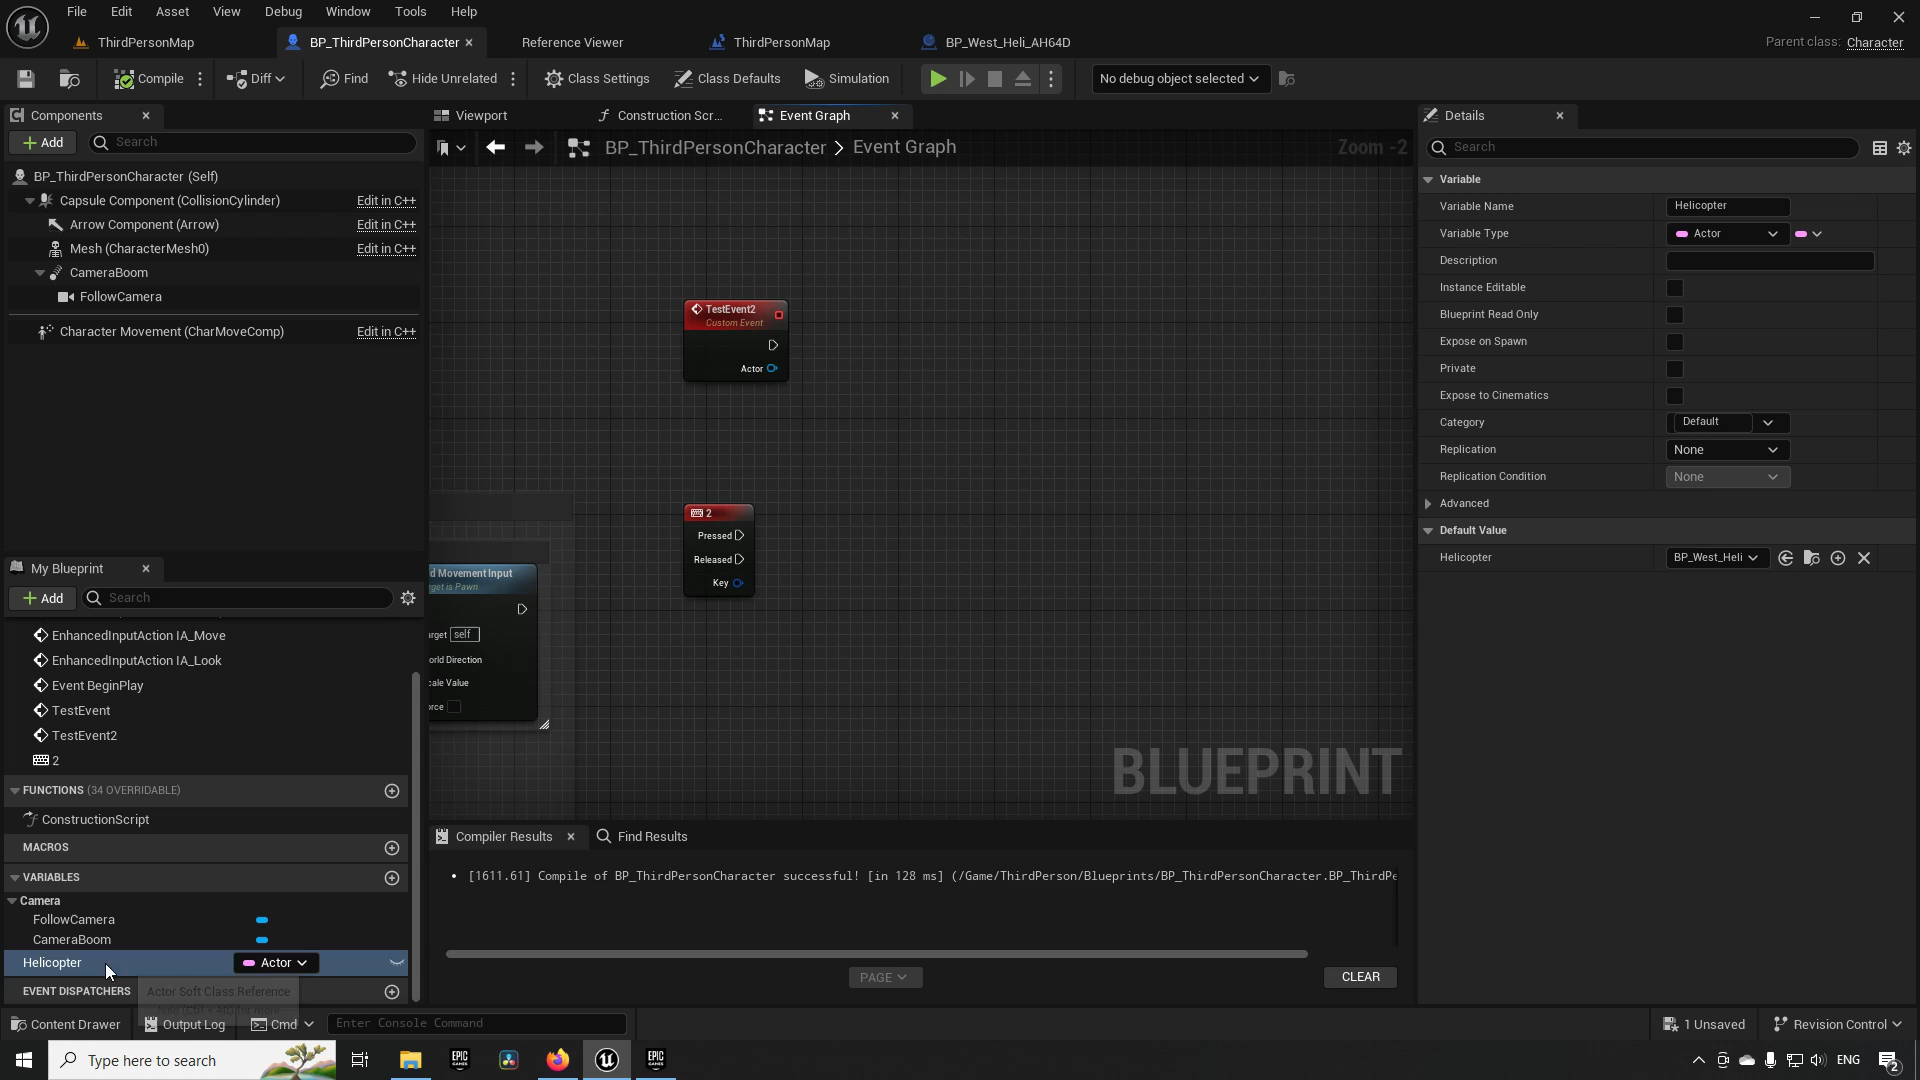 File Edit Asset View Debug Window Tools Help
ThirdPersonMap BP_ThirdPersonCharacter Reference Viewer ThirdPersonMap BP_West_Heli_AH64D Parent class: Character
Compile Diff Find Hide Unrelated Class Settings Class Defaults Simulation No debug object selected
Components
Add Search
BP_ThirdPersonCharacter (Self)
Capsule Component (CollisionCylinder) Edit in C++
Arrow Component (Arrow) Edit in C++
Mesh (CharacterMesh0) Edit in C++
CameraBoom
FollowCamera
Character Movement (CharMoveComp) Edit in C++
My Blueprint
Add Search
EnhancedInputAction IA_Move
EnhancedInputAction IA_Look
Event BeginPlay
TestEvent
TestEvent2
2
FUNCTIONS (34 OVERRIDABLE)
ConstructionScript
MACROS
VARIABLES
Camera
FollowCamera
CameraBoom
Helicopter Actor
EVENT DISPATCHERS
Actor Soft Class Reference
Viewport Construction Scr... Event Graph
BP_ThirdPersonCharacter > Event Graph Zoom -2
TestEvent2
Custom Event
Actor
2
Pressed
Released
Key
d Movement Input
get is Pawn
arget self
orld Direction
cale Value
orce
BLUEPRINT
Compiler Results Find Results
[1611.61] Compile of BP_ThirdPersonCharacter successful! [in 128 ms] (/Game/ThirdPerson/Blueprints/BP_ThirdPersonCharacter.BP_ThirdPe
PAGE CLEAR
Details
Search
Variable
Variable Name Helicopter
Variable Type Actor
Description
Instance Editable
Blueprint Read Only
Expose on Spawn
Private
Expose to Cinematics
Category Default
Replication None
Replication Condition None
Advanced
Default Value
Helicopter BP_West_Heli
Content Drawer Output Log Cmd Enter Console Command 1 Unsaved Revision Control
Type here to search EPIC GAMES EPIC GAMES ENG 2